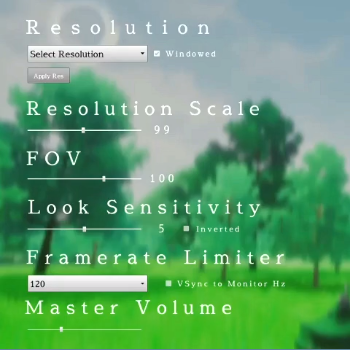 Resolution
Select Resolution Windowed
Apply Res
Resolution Scale
99
FOV
100
Look Sensitivity
5 Inverted
Framerate Limiter
120 VSync to Monitor Hz
Master Volume